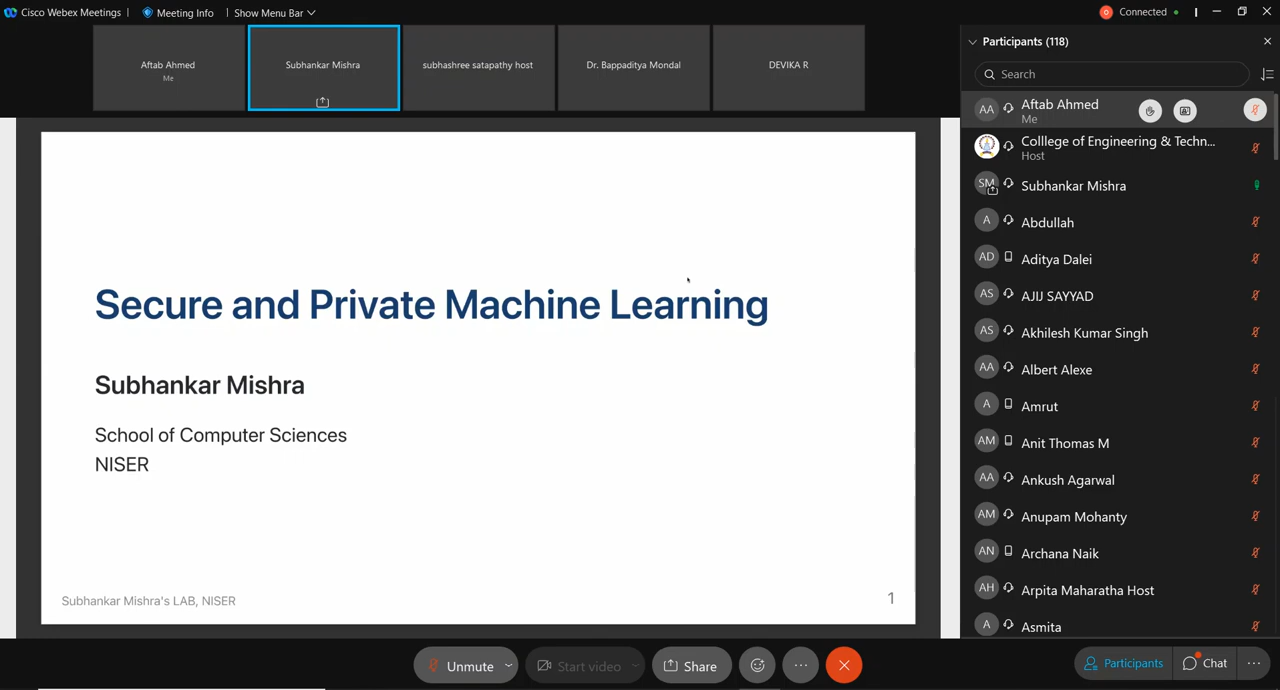 Cisco Webex Meetings | Meeting Info | Show Menu Bar
Connected
Aftab Ahmed
Me
Subhankar Mishra
subhashree satapathy host
Dr. Bappaditya Mondal
DEVIKA R
Secure and Private Machine Learning
Subhankar Mishra
School of Computer Sciences
NISER
Subhankar Mishra's LAB, NISER
1
Participants (118)
Search
AA Aftab Ahmed
Me
Colllege of Engineering & Techn...
Host
SM Subhankar Mishra
A Abdullah
AD Aditya Dalei
AS AJIJ SAYYAD
AS Akhilesh Kumar Singh
AA Albert Alexe
A Amrut
AM Anit Thomas M
AA Ankush Agarwal
AM Anupam Mohanty
AN Archana Naik
AH Arpita Maharatha Host
A Asmita
Unmute
Start video
Share
Participants
Chat